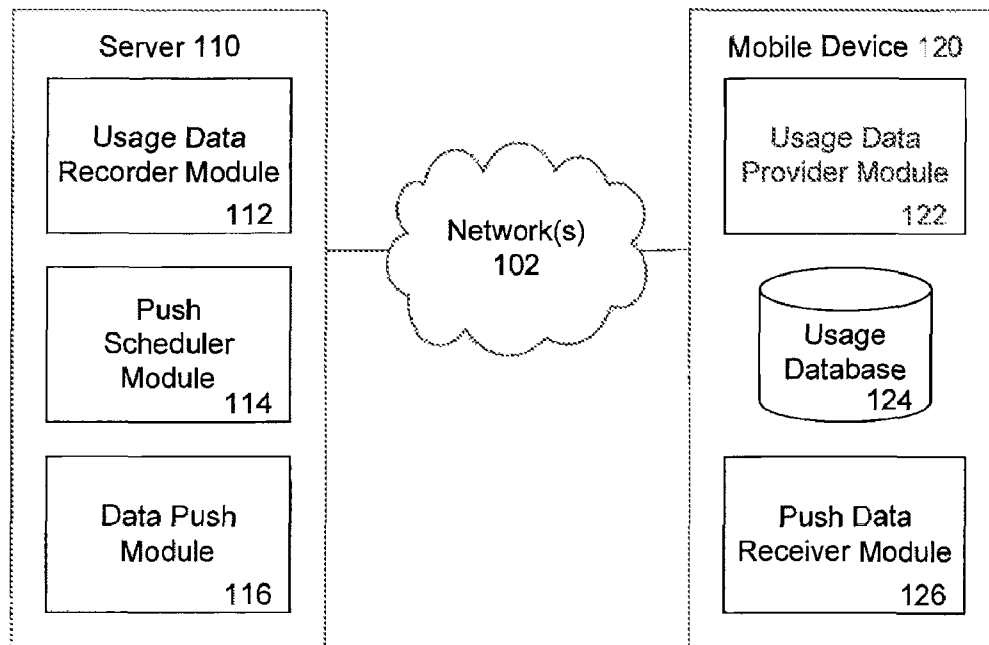 Server 110
Usage Data
Recorder Module
112
Push
Scheduler
Module
114
Data Push
Module
116
Network(s)
102
Mobile Device 120
Usage Data
Provider Module
122
Usage
Database
124
Push Data
Receiver Module
126